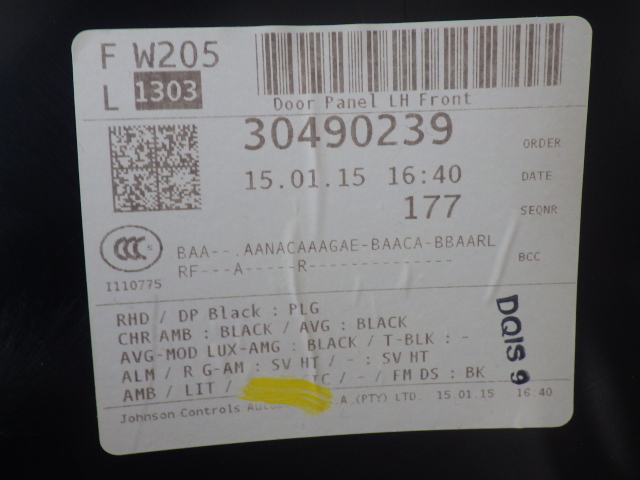 F W205
L 1303
Door Panel LH Front
30490239 ORDER
15.01.15 16:40 DATE
177 SEQNR
CCC S
I110775
BAA--.AANACAAAGAE-BAACA-BBAARL
RF---A-----R--------------- BCC
RHD / DP Black : PLG
CHR AMB : BLACK / AVG : BLACK
AVG-MOD LUX-AMG : BLACK / T-BLK : -
ALM / R G-AM : SV HT / - : SV HT
AMB / LIT / / - / FM DS : BK
DQIS 9
Johnson Controls .A.(PTY) LTD. 15.01.15 16.40